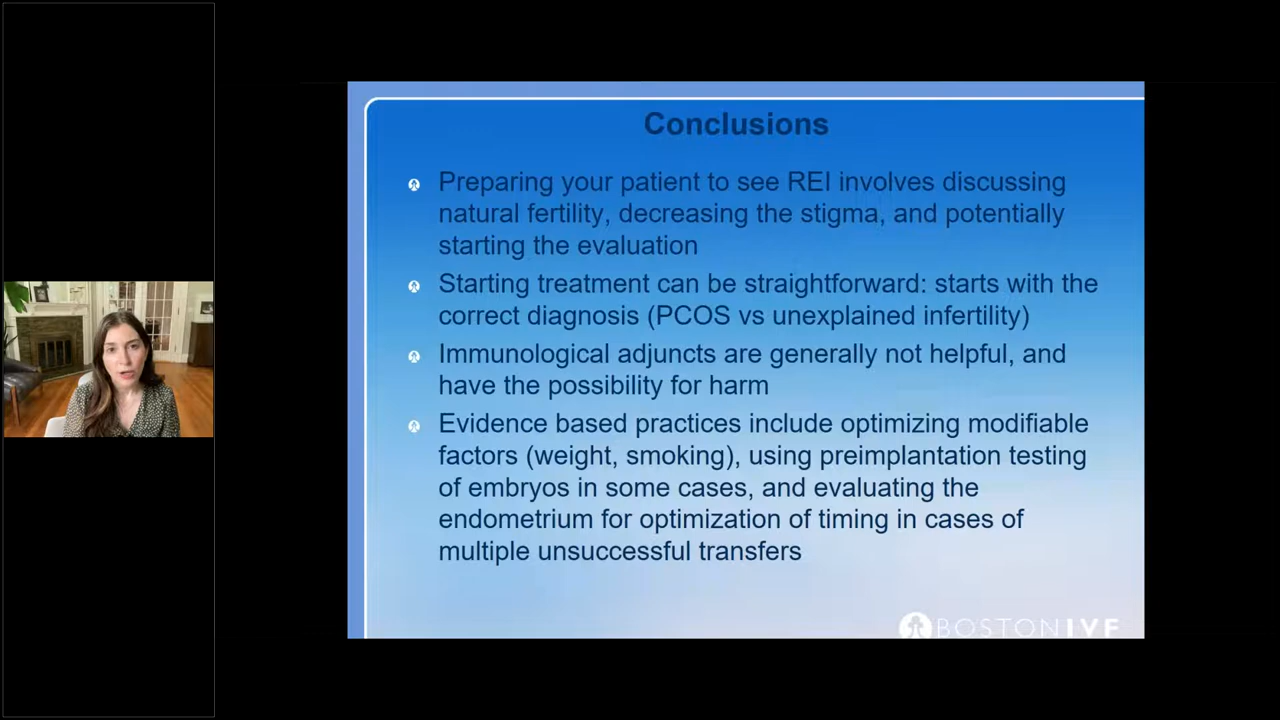 Conclusions
Preparing your patient to see REI involves discussing
natural fertility, decreasing the stigma, and potentially
starting the evaluation
Starting treatment can be straightforward: starts with the
correct diagnosis (PCOS vs unexplained infertility)
Immunological adjuncts are generally not helpful, and
have the possibility for harm
Evidence based practices include optimizing modifiable
factors (weight, smoking), using preimplantation testing
of embryos in some cases, and evaluating the
endometrium for optimization of timing in cases of
multiple unsuccessful transfers
BOSTONIVF